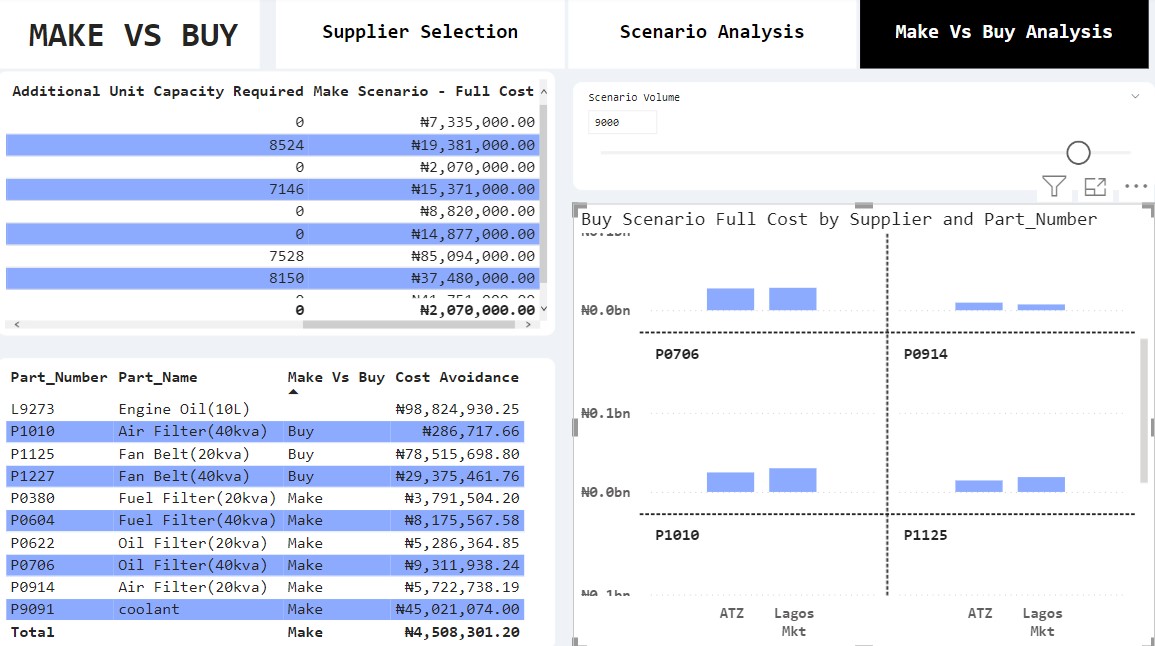 MAKE VS BUY
Supplier Selection
Scenario Analysis
Make Vs Buy Analysis
Additional Unit Capacity Required Make Scenario - Full Cost
0 ₦7,335,000.00
8524 ₦19,381,000.00
0 ₦2,070,000.00
7146 ₦15,371,000.00
0 ₦8,820,000.00
0 ₦14,877,000.00
7528 ₦85,094,000.00
8150 ₦37,480,000.00
0 ₦2,070,000.00
Part_Number Part_Name Make Vs Buy Cost Avoidance
L9273 Engine Oil(10L) ₦98,824,930.25
P1010 Air Filter(40kva) Buy ₦286,717.66
P1125 Fan Belt(20kva) Buy ₦78,515,698.80
P1227 Fan Belt(40kva) Buy ₦29,375,461.76
P0380 Fuel Filter(20kva) Make ₦3,791,504.20
P0604 Fuel Filter(40kva) Make ₦8,175,567.58
P0622 Oil Filter(20kva) Make ₦5,286,364.85
P0706 Oil Filter(40kva) Make ₦9,311,938.24
P0914 Air Filter(20kva) Make ₦5,722,738.19
P9091 coolant Make ₦45,021,074.00
Total Make ₦4,508,301.20
Scenario Volume
9000
Buy Scenario Full Cost by Supplier and Part_Number
₦0.0bn
P0706 P0914
₦0.1bn
₦0.0bn
P1010 P1125
ATZ Lagos ATZ Lagos
Mkt Mkt